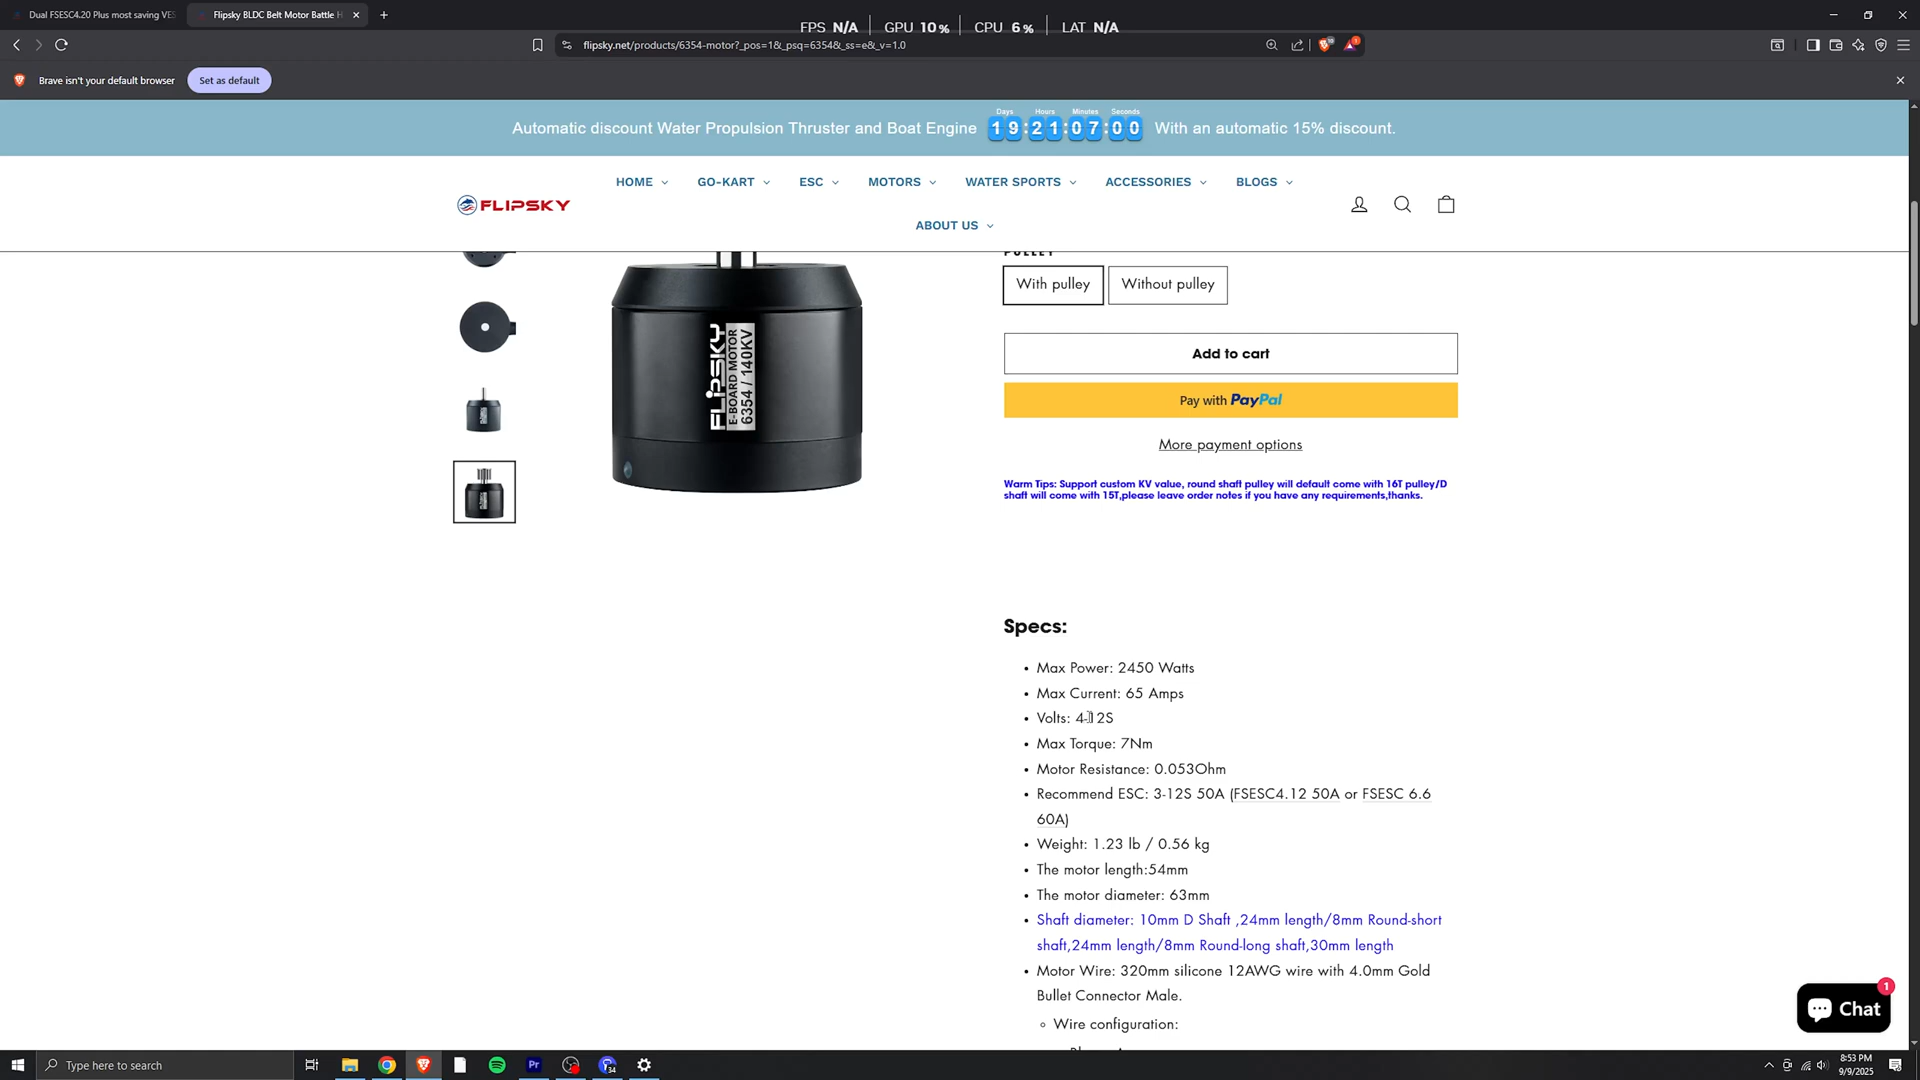 Dual FSESC4.20 Plus most saving VES
Flipsky BLDC Belt Motor Battle H
FPS N/A GPU 10% CPU 6% LAT N/A
flipsky.net/products/6354-motor?_pos=1&_psq=6354&_ss=e&_v=1.0
Brave isn't your default browser Set as default
Days Hours Minutes Seconds
Automatic discount Water Propulsion Thruster and Boat Engine 19:21:07:00 With an automatic 15% discount.
HOME GO-KART ESC MOTORS WATER SPORTS ACCESSORIES BLOGS
FLIPSKY
ABOUT US
PULLEY
With pulley Without pulley
FLIPSKY
E-BOARD MOTOR
6354 / 140KV
Add to cart
Pay with PayPal
More payment options
Warm Tips: Support custom KV value, round shaft pulley will default come with 16T pulley/D
shaft will come with 15T,please leave order notes if you have any requirements,thanks.
Specs:
Max Power: 2450 Watts
Max Current: 65 Amps
Volts: 4-12S
Max Torque: 7Nm
Motor Resistance: 0.053Ohm
Recommend ESC: 3-12S 50A (FSESC4.12 50A or FSESC 6.6
60A)
Weight: 1.23 lb / 0.56 kg
The motor length:54mm
The motor diameter: 63mm
Shaft diameter: 10mm D Shaft ,24mm length/8mm Round-short
shaft,24mm length/8mm Round-long shaft,30mm length
Motor Wire: 320mm silicone 12AWG wire with 4.0mm Gold
Bullet Connector Male.
Wire configuration:
1
Chat
Type here to search
Pr
34
8:53 PM
9/9/2025